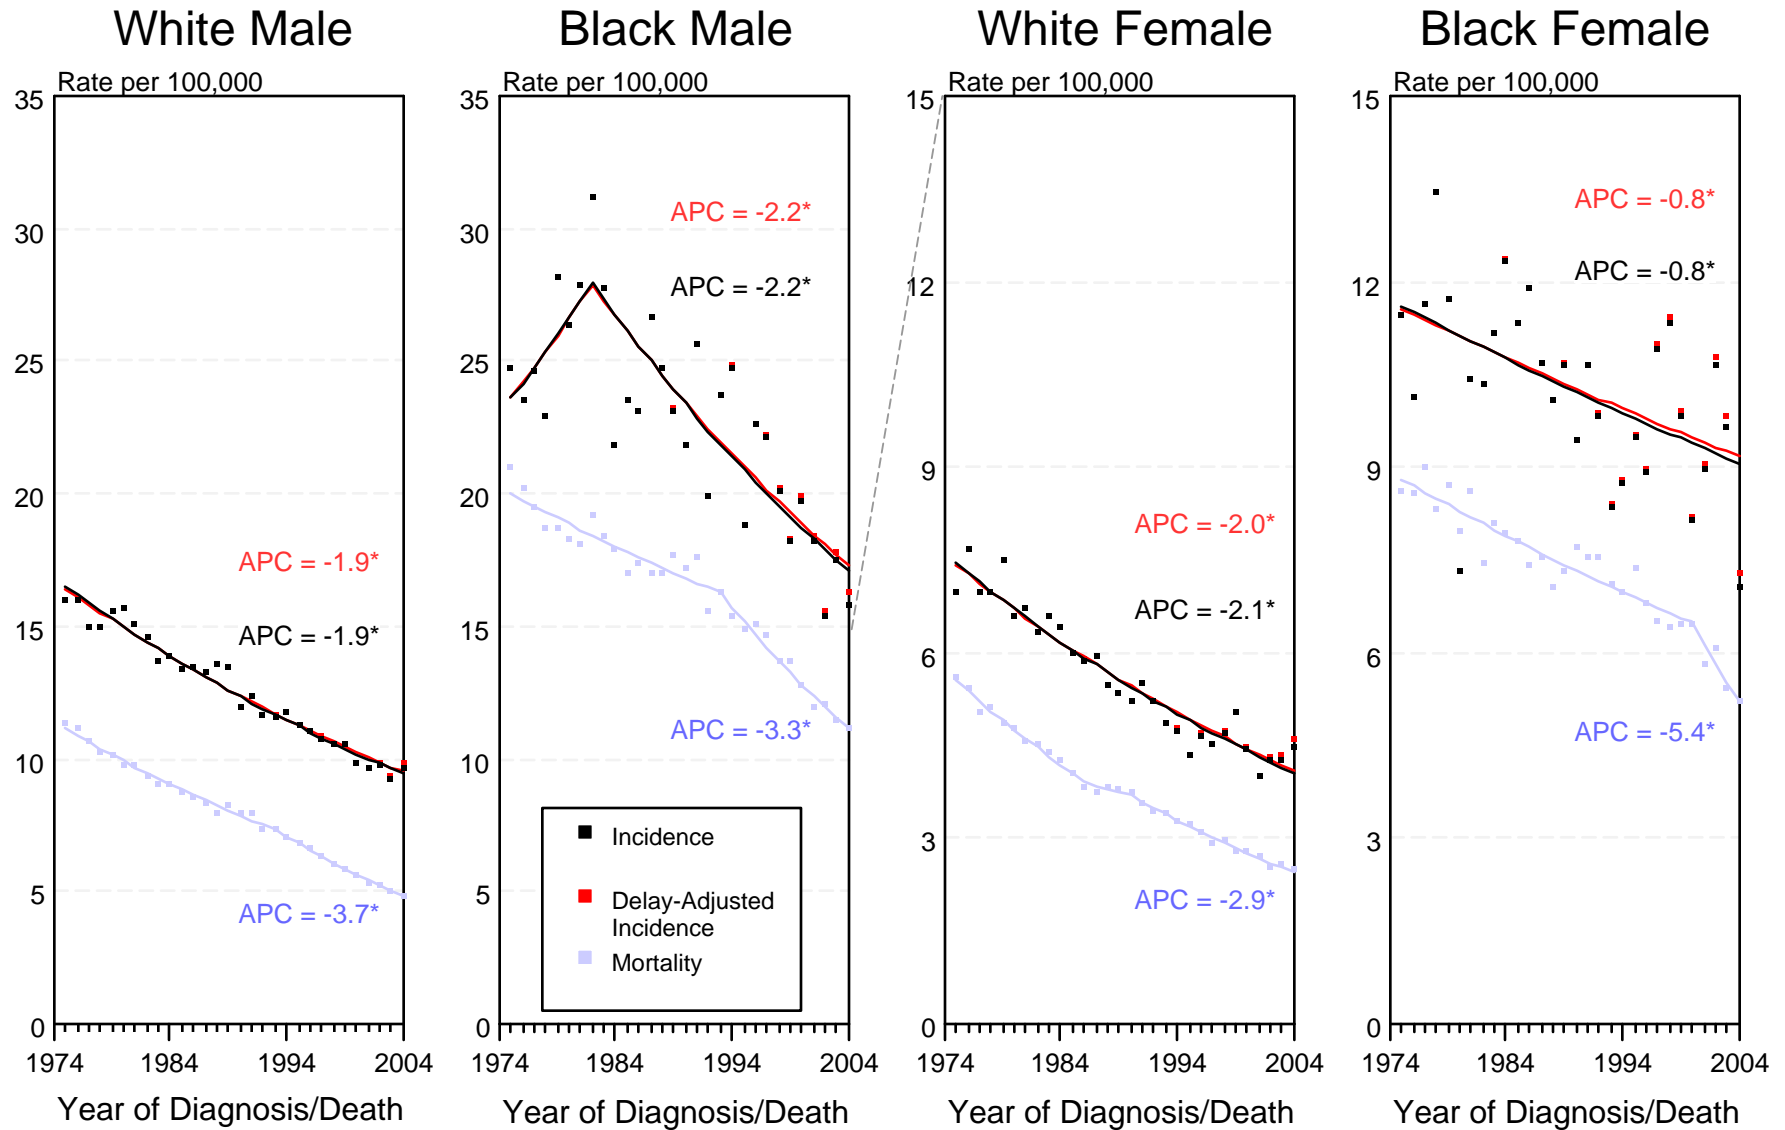 White Male
Black Male
White Female
Black Female
Rate per 100,000
Rate per 100,000
Rate per 100,000
Rate per 100,000
35
30
25
20
15
10
5
0
APC = -1.9*
APC = -1.9*
APC = -3.7*
1974
1984
1994
2004
Year of Diagnosis/Death
35
30
25
20
15
10
5
0
APC = -2.2*
APC = -2.2*
APC = -3.3*
Incidence
Delay-Adjusted
Incidence
Mortality
1974
1984
1994
2004
Year of Diagnosis/Death
15
12
9
6
3
0
APC = -2.0*
APC = -2.1*
APC = -2.9*
1974
1984
1994
2004
Year of Diagnosis/Death
15
12
9
6
3
0
APC = -0.8*
APC = -0.8*
APC = -5.4*
1974
1984
1994
2004
Year of Diagnosis/Death